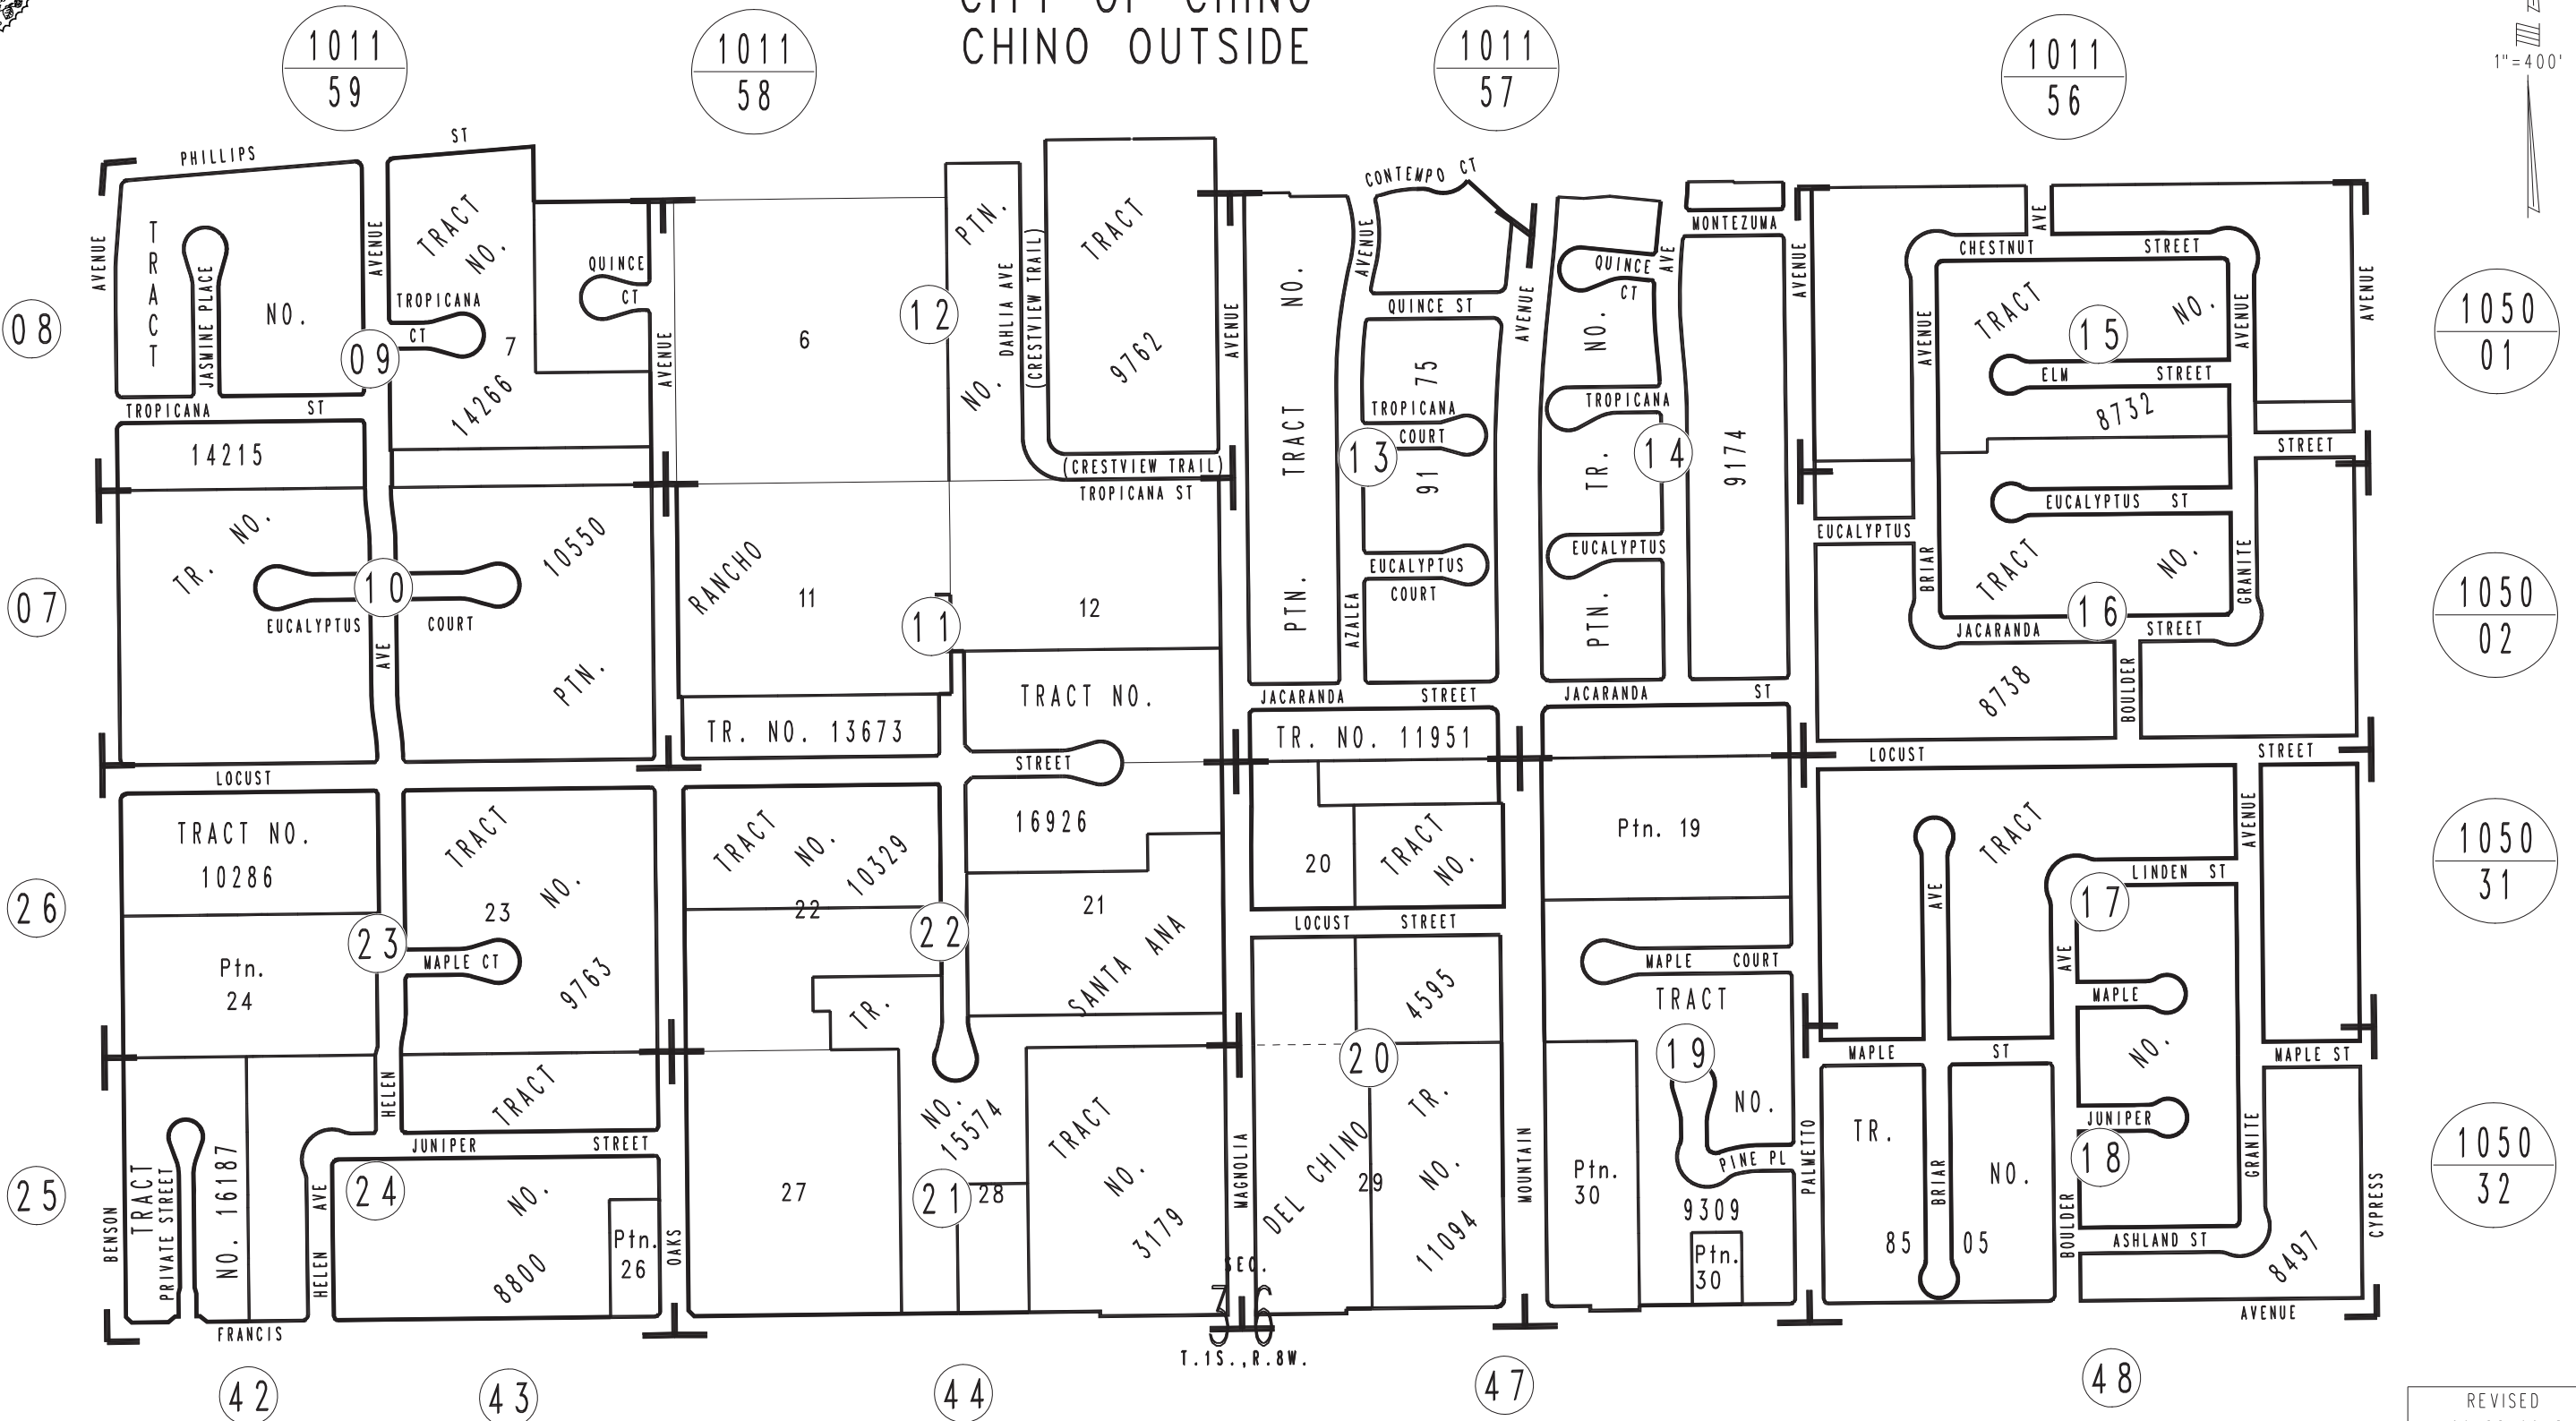 CITY OF CHINO
CHINO OUTSIDE
1011
59
1011
58
1011
57
1011
56
1"=400'
PHILLIPS
ST
CONTEMPO CT
MONTEZUMA
AVENUE
TRACT
JASMINE PLACE
NO.
AVENUE
TRACT
NO.
TROPICANA
CT
7
14266
QUINCE
CT
AVENUE
6
12
PTN.
NO.
DAHLIA AVE
(CRESTVIEW TRAIL)
TRACT
9762
AVENUE
NO.
TRACT
PTN.
AVENUE
QUINCE ST
AVENUE
QUINCE
CT
AVE
NO.
AVENUE
AVE
CHESTNUT
STREET
TRACT
NO.
15
AVENUE
AVENUE
AVENUE
ELM
STREET
8732
08
09
1050
01
TROPICANA
ST
14215
75
TROPICANA
COURT
91
13
TROPICANA
TR.
14
9174
STREET
(CRESTVIEW TRAIL)
TROPICANA ST
EUCALYPTUS ST
TR.
NO.
10550
PTN.
10
EUCALYPTUS
COURT
AVE
RANCHO
11
11
12
EUCALYPTUS
COURT
AZALEA
EUCALYPTUS
PTN.
EUCALYPTUS
BRIAR
TRACT
NO.
GRANITE
16
JACARANDA
STREET
07
1050
02
TRACT NO.
JACARANDA
STREET
JACARANDA
ST
8738
BOULDER
TR. NO. 13673
TR. NO. 11951
LOCUST
STREET
LOCUST
STREET
TRACT NO.
10286
TRACT
NO.
23
9763
TRACT
NO.
10329
22
16926
21
SANTA ANA
20
TRACT
NO.
Ptn. 19
TRACT
AVENUE
LINDEN ST
17
AVE
AVE
26
1050
31
23
22
MAPLE CT
Ptn.
24
TR.
LOCUST
STREET
4595
MAPLE
COURT
TRACT
MAPLE
NO.
MAPLE
ST
MAPLE ST
20
19
HELEN
TRACT
NO.
15574
TRACT
NO.
3179
TR.
NO.
11094
NO.
JUNIPER
STREET
JUNIPER
18
TRACT
PRIVATE STREET
NO. 16187
25
1050
32
24
HELEN AVE
NO.
8800
Ptn.
26
BENSON
OAKS
27
21
28
MAGNOLIA
DEL CHINO
29
MOUNTAIN
Ptn.
30
PINE PL
9309
Ptn.
30
PALMETTO
TR.
NO.
BRIAR
85
05
BOULDER
GRANITE
ASHLAND ST
8497
CYPRESS
FRANCIS
AVENUE
SEC.
36
T.1S.,R.8W.
42
43
44
47
48
REVISED